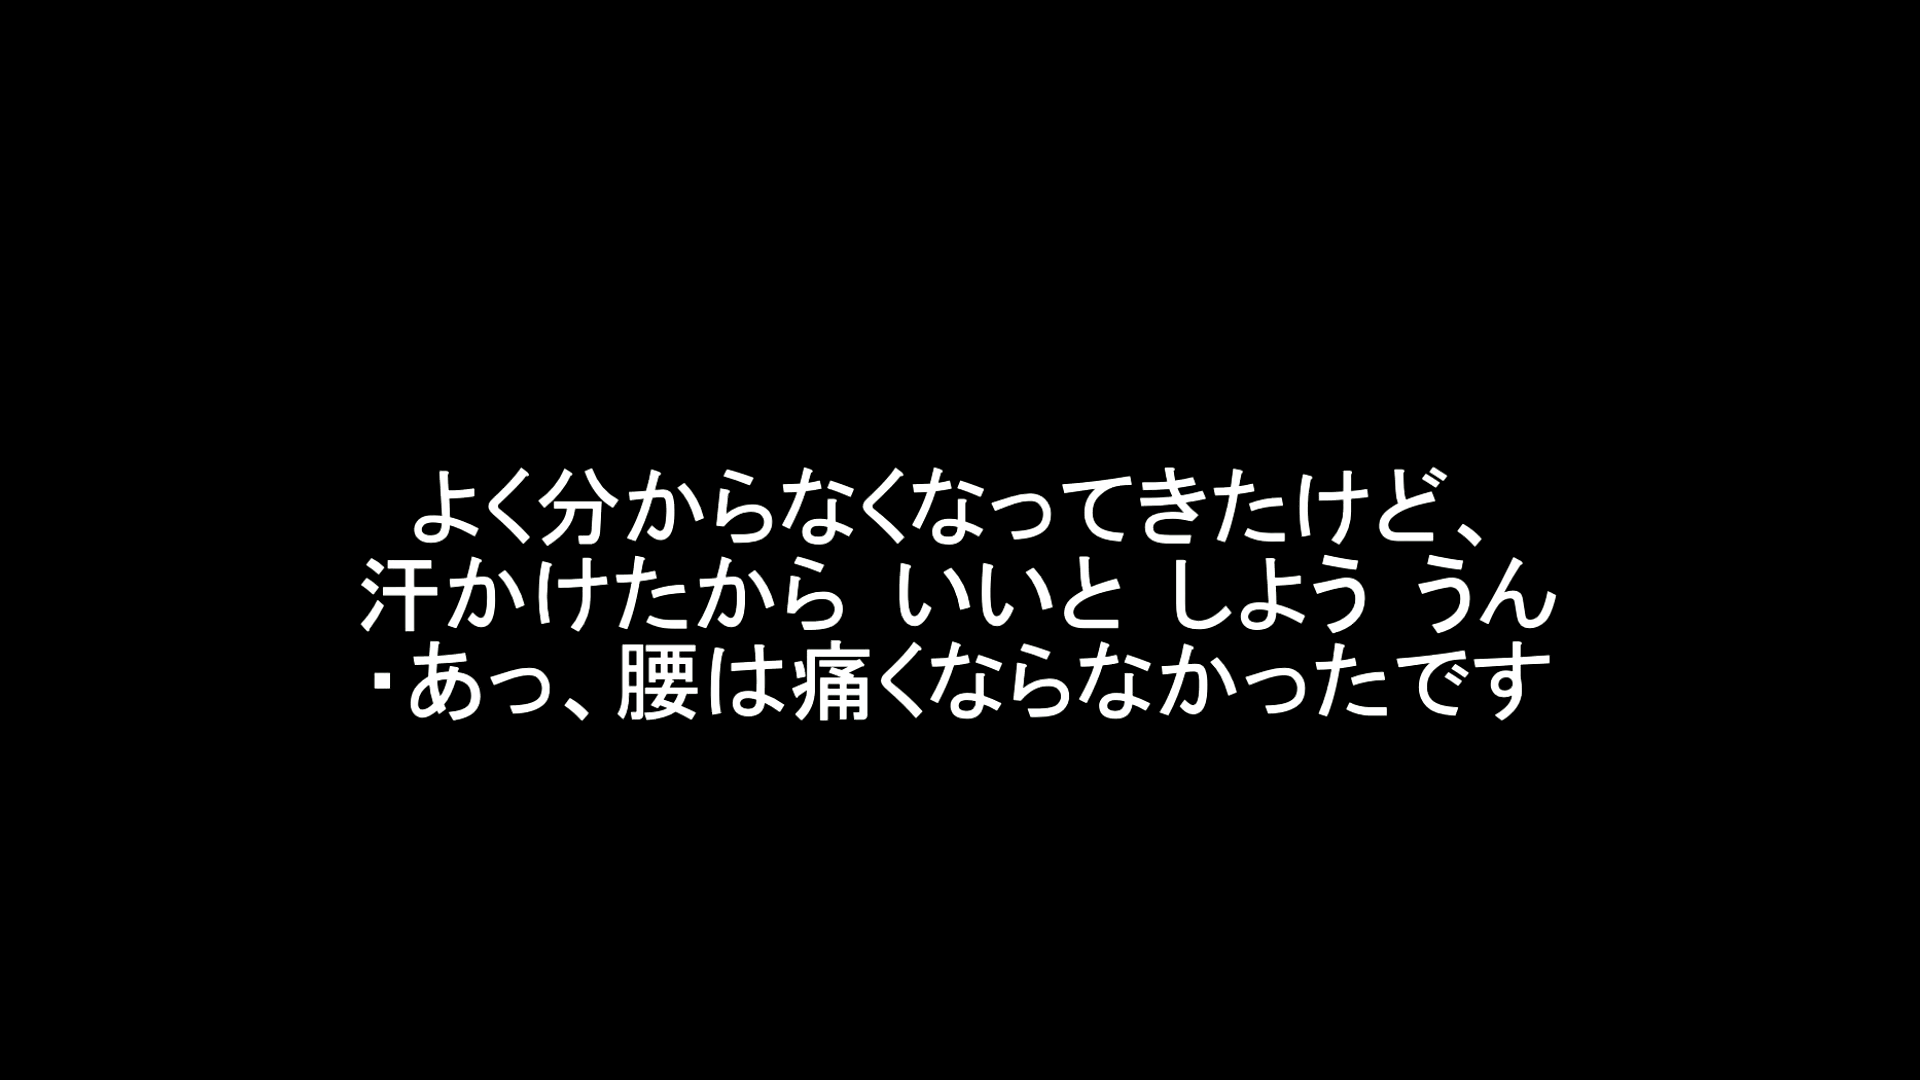 よく分からなくなってきたけど、
汗かけたから　いいと しよう　うん
・あっ、腰は痛くならなかったです